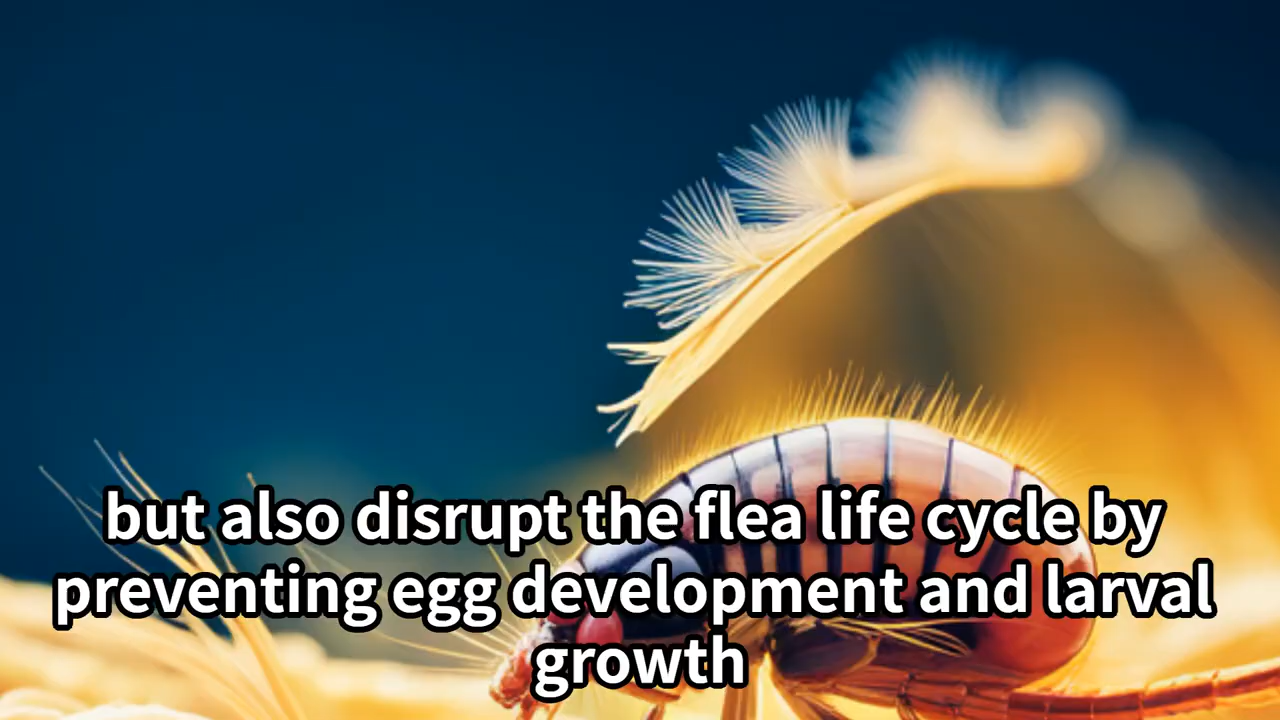 but also disrupt the flea life cycle by
preventing egg development and larval
growth